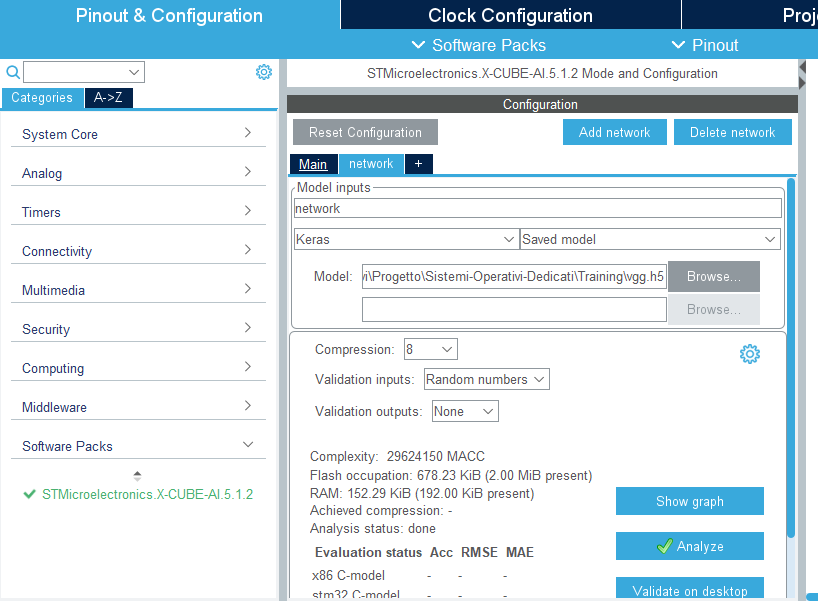 Pinout & Configuration
Clock Configuration
Proj
Software Packs
Pinout
STMicroelectronics.X-CUBE-AI.5.1.2 Mode and Configuration
Categories
A->Z
Configuration
System Core
Analog
Timers
Connectivity
Multimedia
Security
Computing
Middleware
Software Packs
STMicroelectronics.X-CUBE-AI.5.1.2
Reset Configuration
Add network
Delete network
Main
network
+
Model inputs
network
Keras
Saved model
Model:
i\Progetto\Sistemi-Operativi-Dedicati\Training\vgg.h5
Browse...
Browse...
Compression:
8
Validation inputs:
Random numbers
Validation outputs:
None
Complexity: 29624150 MACC
Flash occupation: 678.23 KiB (2.00 MiB present)
RAM: 152.29 KiB (192.00 KiB present)
Achieved compression: -
Analysis status: done
Evaluation status Acc RMSE MAE
x86 C-model - - -
stm32 C-model - - -
Show graph
Analyze
Validate on desktop